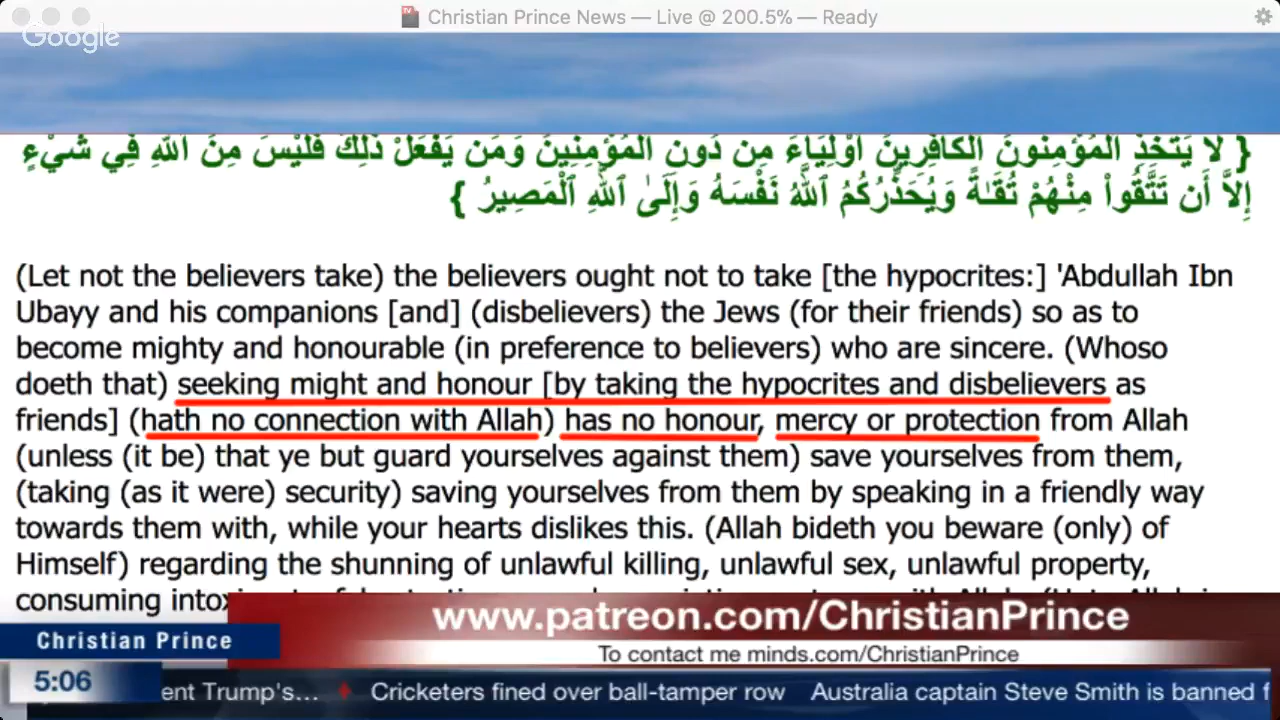 Christian Prince News — Live @ 200.5% — Ready
Google
{ لا يَتَّخِذِ الْمُؤْمِنُونَ الْكَافِرِينَ أَوْلِيَاءَ مِن دُونِ الْمُؤْمِنِينَ وَمَن يَفْعَلْ ذَلِكَ فَلَيْسَ مِنَ اللَّهِ فِي شَيْءٍ
إِلاَّ أَن تَتَّقُواْ مِنْهُمْ تُقَـٰةً وَيُحَذِّرُكُمُ ٱللَّهُ نَفْسَهُ وَإِلَىٰ ٱللَّهِ ٱلْمَصِيرُ }
(Let not the believers take) the believers ought not to take [the hypocrites:] 'Abdullah Ibn
Ubayy and his companions [and] (disbelievers) the Jews (for their friends) so as to
become mighty and honourable (in preference to believers) who are sincere. (Whoso
doeth that) seeking might and honour [by taking the hypocrites and disbelievers as
friends] (hath no connection with Allah) has no honour, mercy or protection from Allah
(unless (it be) that ye but guard yourselves against them) save yourselves from them,
(taking (as it were) security) saving yourselves from them by speaking in a friendly way
towards them with, while your hearts dislikes this. (Allah bideth you beware (only) of
Himself) regarding the shunning of unlawful killing, unlawful sex, unlawful property,
consuming
www.patreon.com/ChristianPrince
Christian Prince
To contact me minds.com/ChristianPrince
5:06
ent Trump's... ♦ Cricketers fined over ball-tamper row Australia captain Steve Smith is banned f